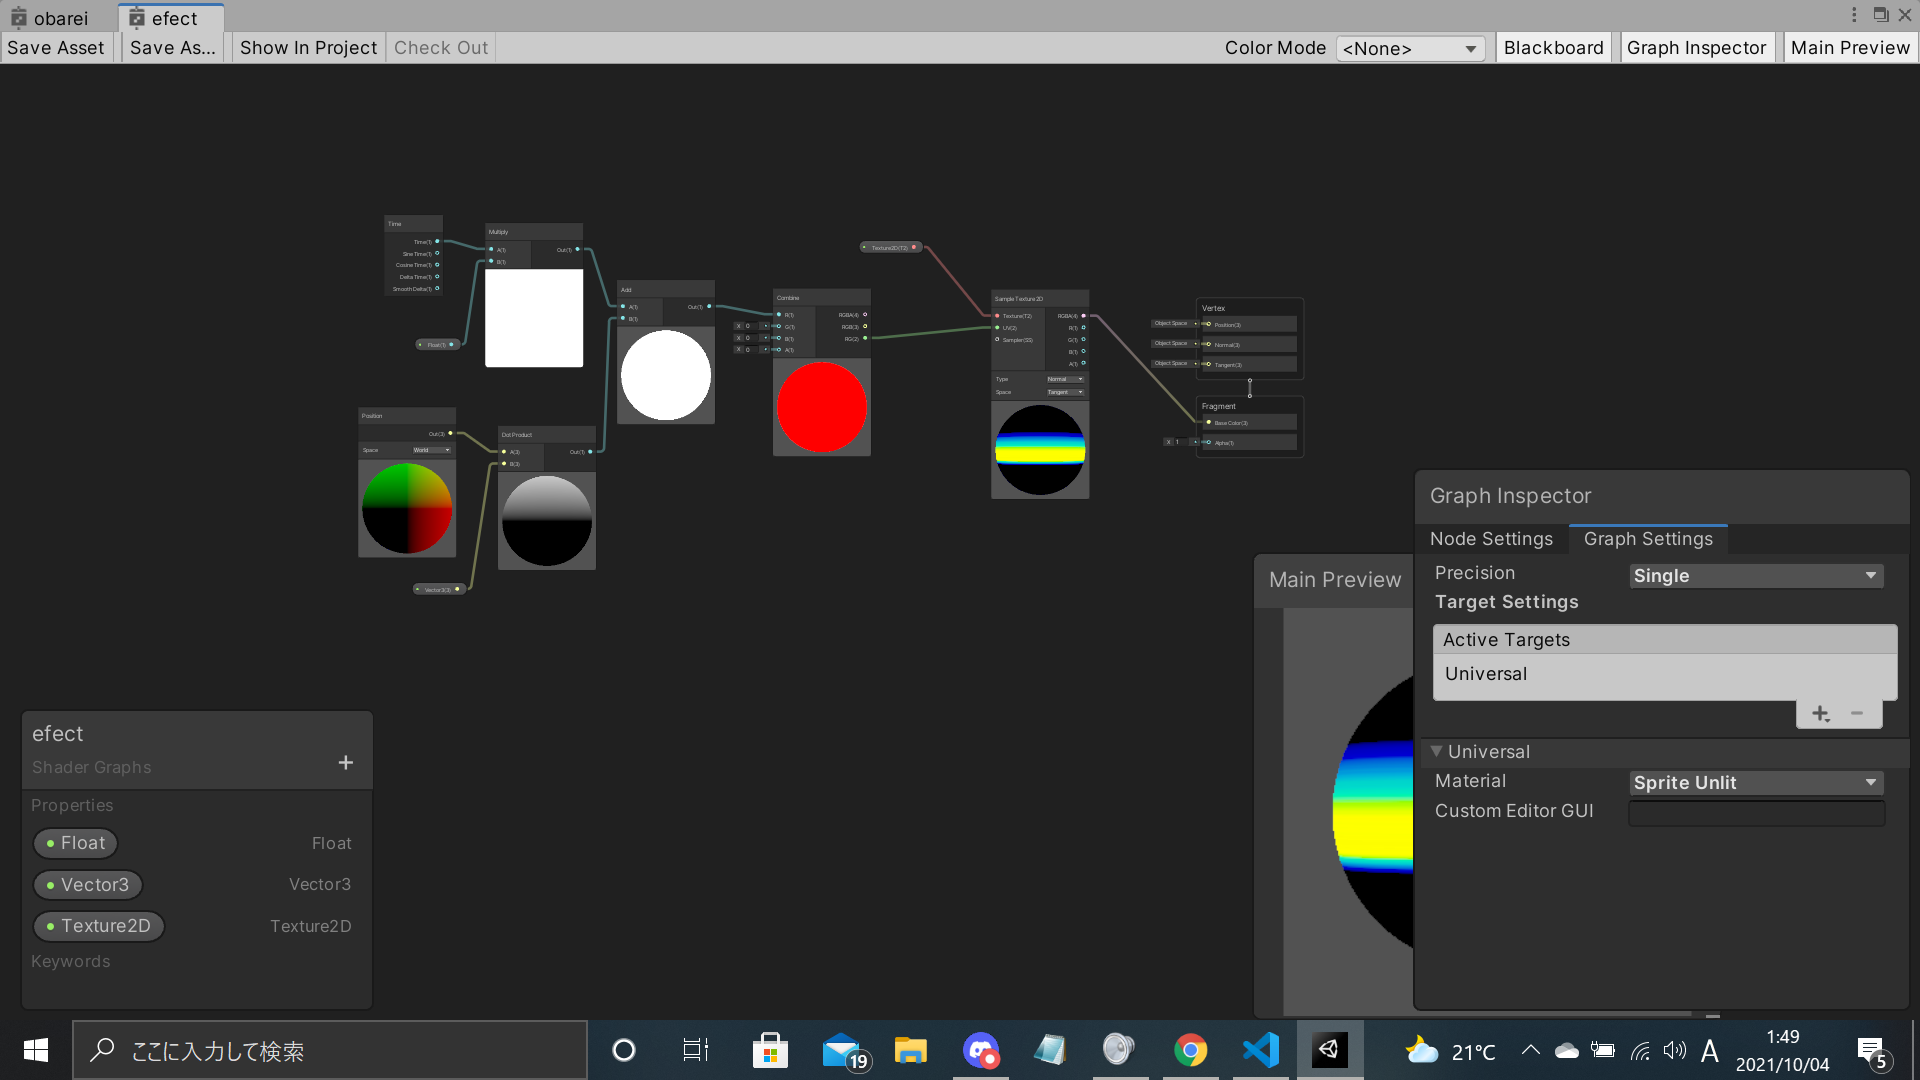 obarei
efect
Save Asset
Save As...
Show In Project
Check Out
Color Mode
<None>
Blackboard
Graph Inspector
Main Preview
Time
Time(1)
Sine Time(1)
Cosine Time(1)
Delta Time(1)
Smooth Delta(1)
Multiply
A(1)
B(1)
Out(1)
Float(1)
Add
A(1)
B(1)
Out(1)
Position
Out(3)
Space
World
Dot Product
A(3)
B(3)
Out(1)
Vector3(3)
Combine
X 0
X 0
X 0
R(1)
G(1)
B(1)
A(1)
RGBA(4)
RGB(3)
RG(2)
Texture2D(T2)
Sample Texture 2D
Texture(T2)
UV(2)
Sampler(SS)
RGBA(4)
R(1)
G(1)
B(1)
A(1)
Type
Normal
Space
Tangent
Vertex
Object Space
Position(3)
Object Space
Normal(3)
Object Space
Tangent(3)
Fragment
Base Color(3)
X 1
Alpha(1)
Main Preview
Graph Inspector
Node Settings
Graph Settings
Precision
Single
Target Settings
Active Targets
Universal
Universal
Material
Sprite Unlit
Custom Editor GUI
efect
Shader Graphs
Properties
Float
Float
Vector3
Vector3
Texture2D
Texture2D
Keywords
ここに入力して検索
19
21°C
A
1:49
2021/10/04
5